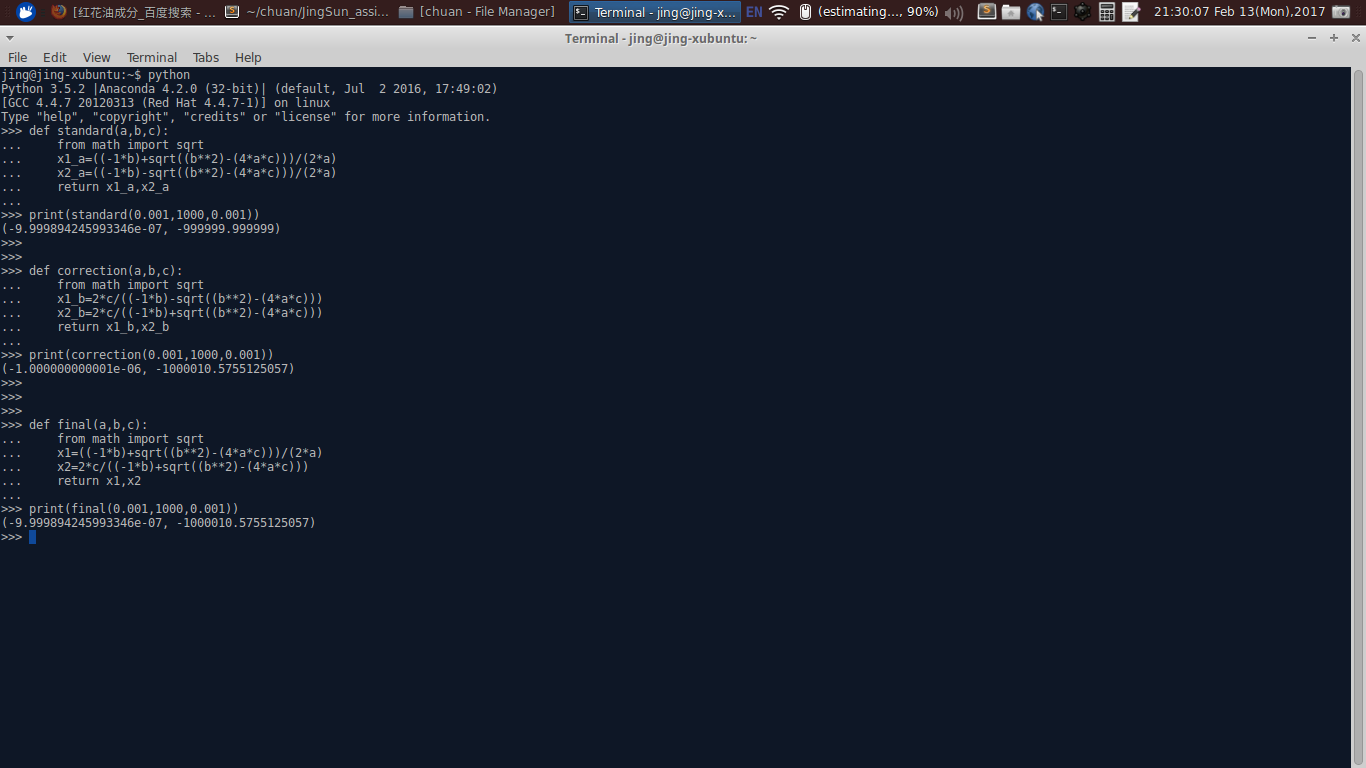 [红花油成分_百度搜索 - ... ~/chuan/JingSun_assi... [chuan - File Manager] Terminal - jing@jing-x... EN (estimating..., 90%) 21:30:07 Feb 13(Mon),2017
Terminal - jing@jing-xubuntu: ~
File Edit View Terminal Tabs Help
jing@jing-xubuntu:~$ python
Python 3.5.2 |Anaconda 4.2.0 (32-bit)| (default, Jul  2 2016, 17:49:02)
[GCC 4.4.7 20120313 (Red Hat 4.4.7-1)] on linux
Type "help", "copyright", "credits" or "license" for more information.
>>> def standard(a,b,c):
...     from math import sqrt
...     x1_a=((-1*b)+sqrt((b**2)-(4*a*c)))/(2*a)
...     x2_a=((-1*b)-sqrt((b**2)-(4*a*c)))/(2*a)
...     return x1_a,x2_a
...
>>> print(standard(0.001,1000,0.001))
(-9.999894245993346e-07, -999999.999999)
>>>
>>>
>>> def correction(a,b,c):
...     from math import sqrt
...     x1_b=2*c/((-1*b)-sqrt((b**2)-(4*a*c)))
...     x2_b=2*c/((-1*b)+sqrt((b**2)-(4*a*c)))
...     return x1_b,x2_b
...
>>> print(correction(0.001,1000,0.001))
(-1.000000000001e-06, -1000010.5755125057)
>>>
>>>
>>>
>>> def final(a,b,c):
...     from math import sqrt
...     x1=((-1*b)+sqrt((b**2)-(4*a*c)))/(2*a)
...     x2=2*c/((-1*b)+sqrt((b**2)-(4*a*c)))
...     return x1,x2
...
>>> print(final(0.001,1000,0.001))
(-9.999894245993346e-07, -1000010.5755125057)
>>>